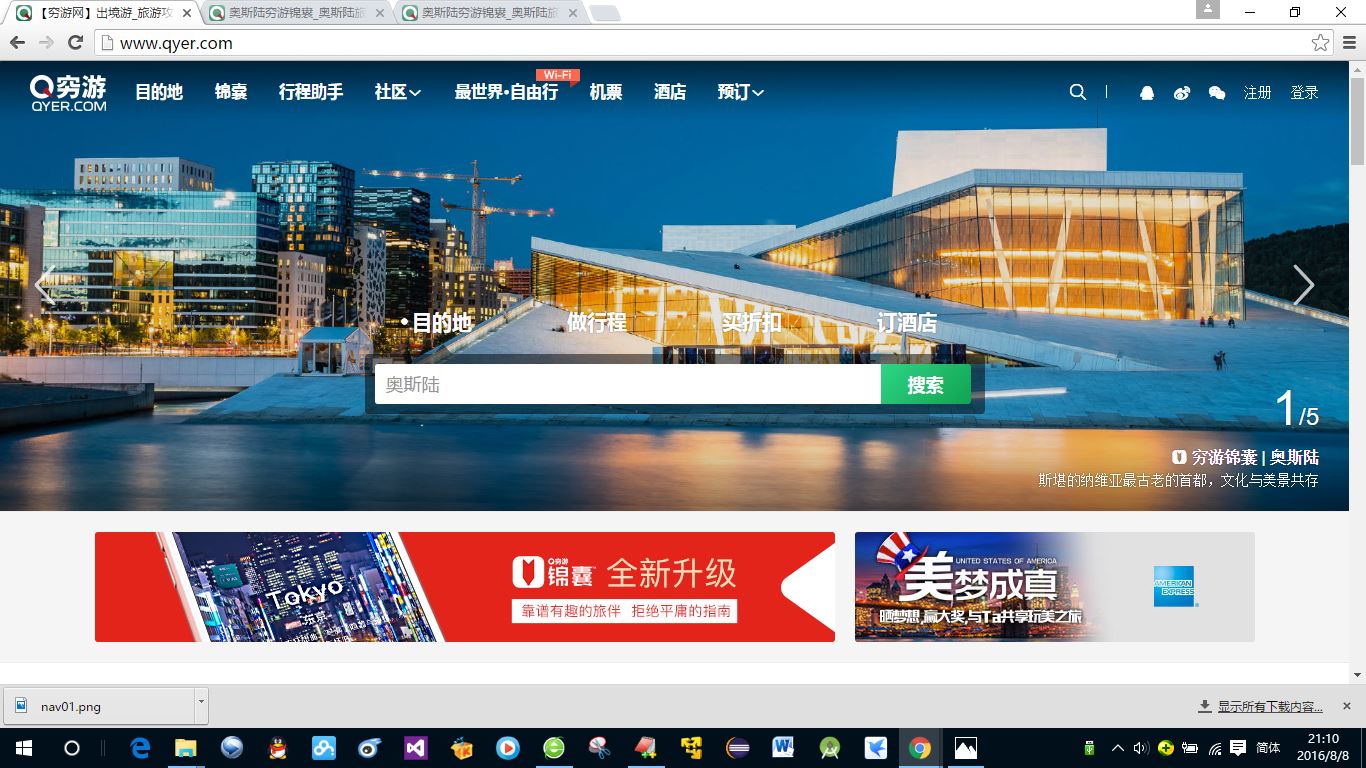 【穷游网】出境游_旅游攻
奥斯陆穷游锦囊_奥斯陆旅
奥斯陆穷游锦囊_奥斯陆旅
www.qyer.com
穷游
QYER.COM
目的地 锦囊 行程助手 社区 最世界·自由行 Wi-Fi 机票 酒店 预订
注册 登录
·目的地 做行程 买折扣 订酒店
奥斯陆 搜索
1/5
穷游锦囊 | 奥斯陆
斯堪的纳维亚最古老的首都，文化与美景共存
Tokyo
东京
穷游
锦囊 全新升级
靠谱有趣的旅伴 拒绝平庸的指南
UNITED STATES OF AMERICA
美梦成真
晒梦想,赢大奖,与Ta共享玩美之旅
AMERICAN
EXPRESS
nav01.png
显示所有下载内容...
简体
21:10
2016/8/8